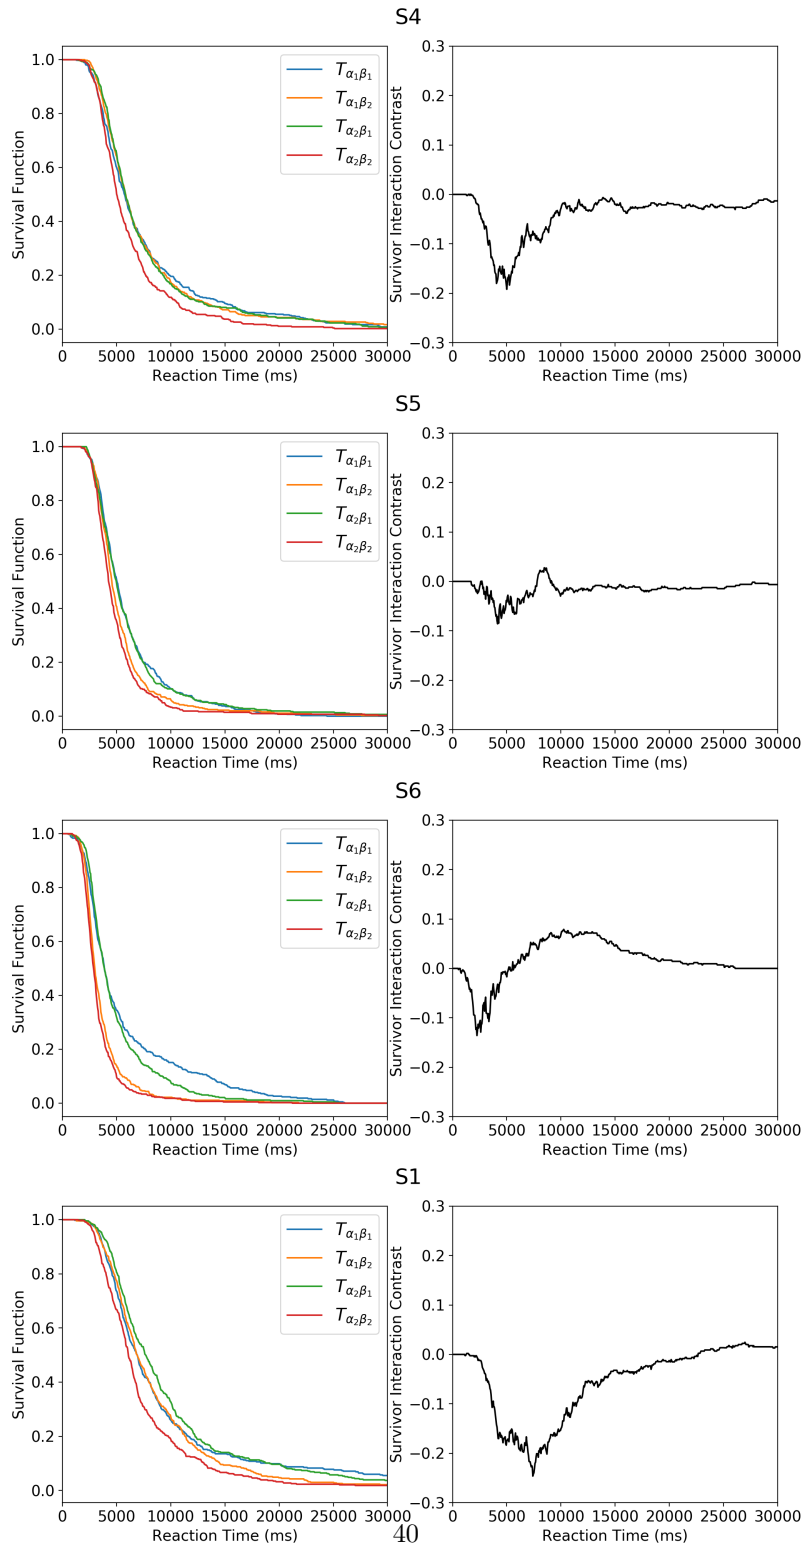 S4
1.0
0.8
0.6
0.4
0.2
0.0
Survival Function
T_{α₁β₁}
T_{α₁β₂}
T_{α₂β₁}
T_{α₂β₂}
0 5000 10000 15000 20000 25000 30000
Reaction Time (ms)
0.3
0.2
0.1
0.0
−0.1
−0.2
−0.3
Survivor Interaction Contrast
0 5000 10000 15000 20000 25000 30000
Reaction Time (ms)
S5
1.0
0.8
0.6
0.4
0.2
0.0
Survival Function
T_{α₁β₁}
T_{α₁β₂}
T_{α₂β₁}
T_{α₂β₂}
0 5000 10000 15000 20000 25000 30000
Reaction Time (ms)
0.3
0.2
0.1
0.0
−0.1
−0.2
−0.3
Survivor Interaction Contrast
0 5000 10000 15000 20000 25000 30000
Reaction Time (ms)
S6
1.0
0.8
0.6
0.4
0.2
0.0
Survival Function
T_{α₁β₁}
T_{α₁β₂}
T_{α₂β₁}
T_{α₂β₂}
0 5000 10000 15000 20000 25000 30000
Reaction Time (ms)
0.3
0.2
0.1
0.0
−0.1
−0.2
−0.3
Survivor Interaction Contrast
0 5000 10000 15000 20000 25000 30000
Reaction Time (ms)
S1
1.0
0.8
0.6
0.4
0.2
0.0
Survival Function
T_{α₁β₁}
T_{α₁β₂}
T_{α₂β₁}
T_{α₂β₂}
0 5000 10000 15000 20000 25000 30000
Reaction Time (ms)
0.3
0.2
0.1
0.0
−0.1
−0.2
−0.3
Survivor Interaction Contrast
0 5000 10000 15000 20000 25000 30000
Reaction Time (ms)
40